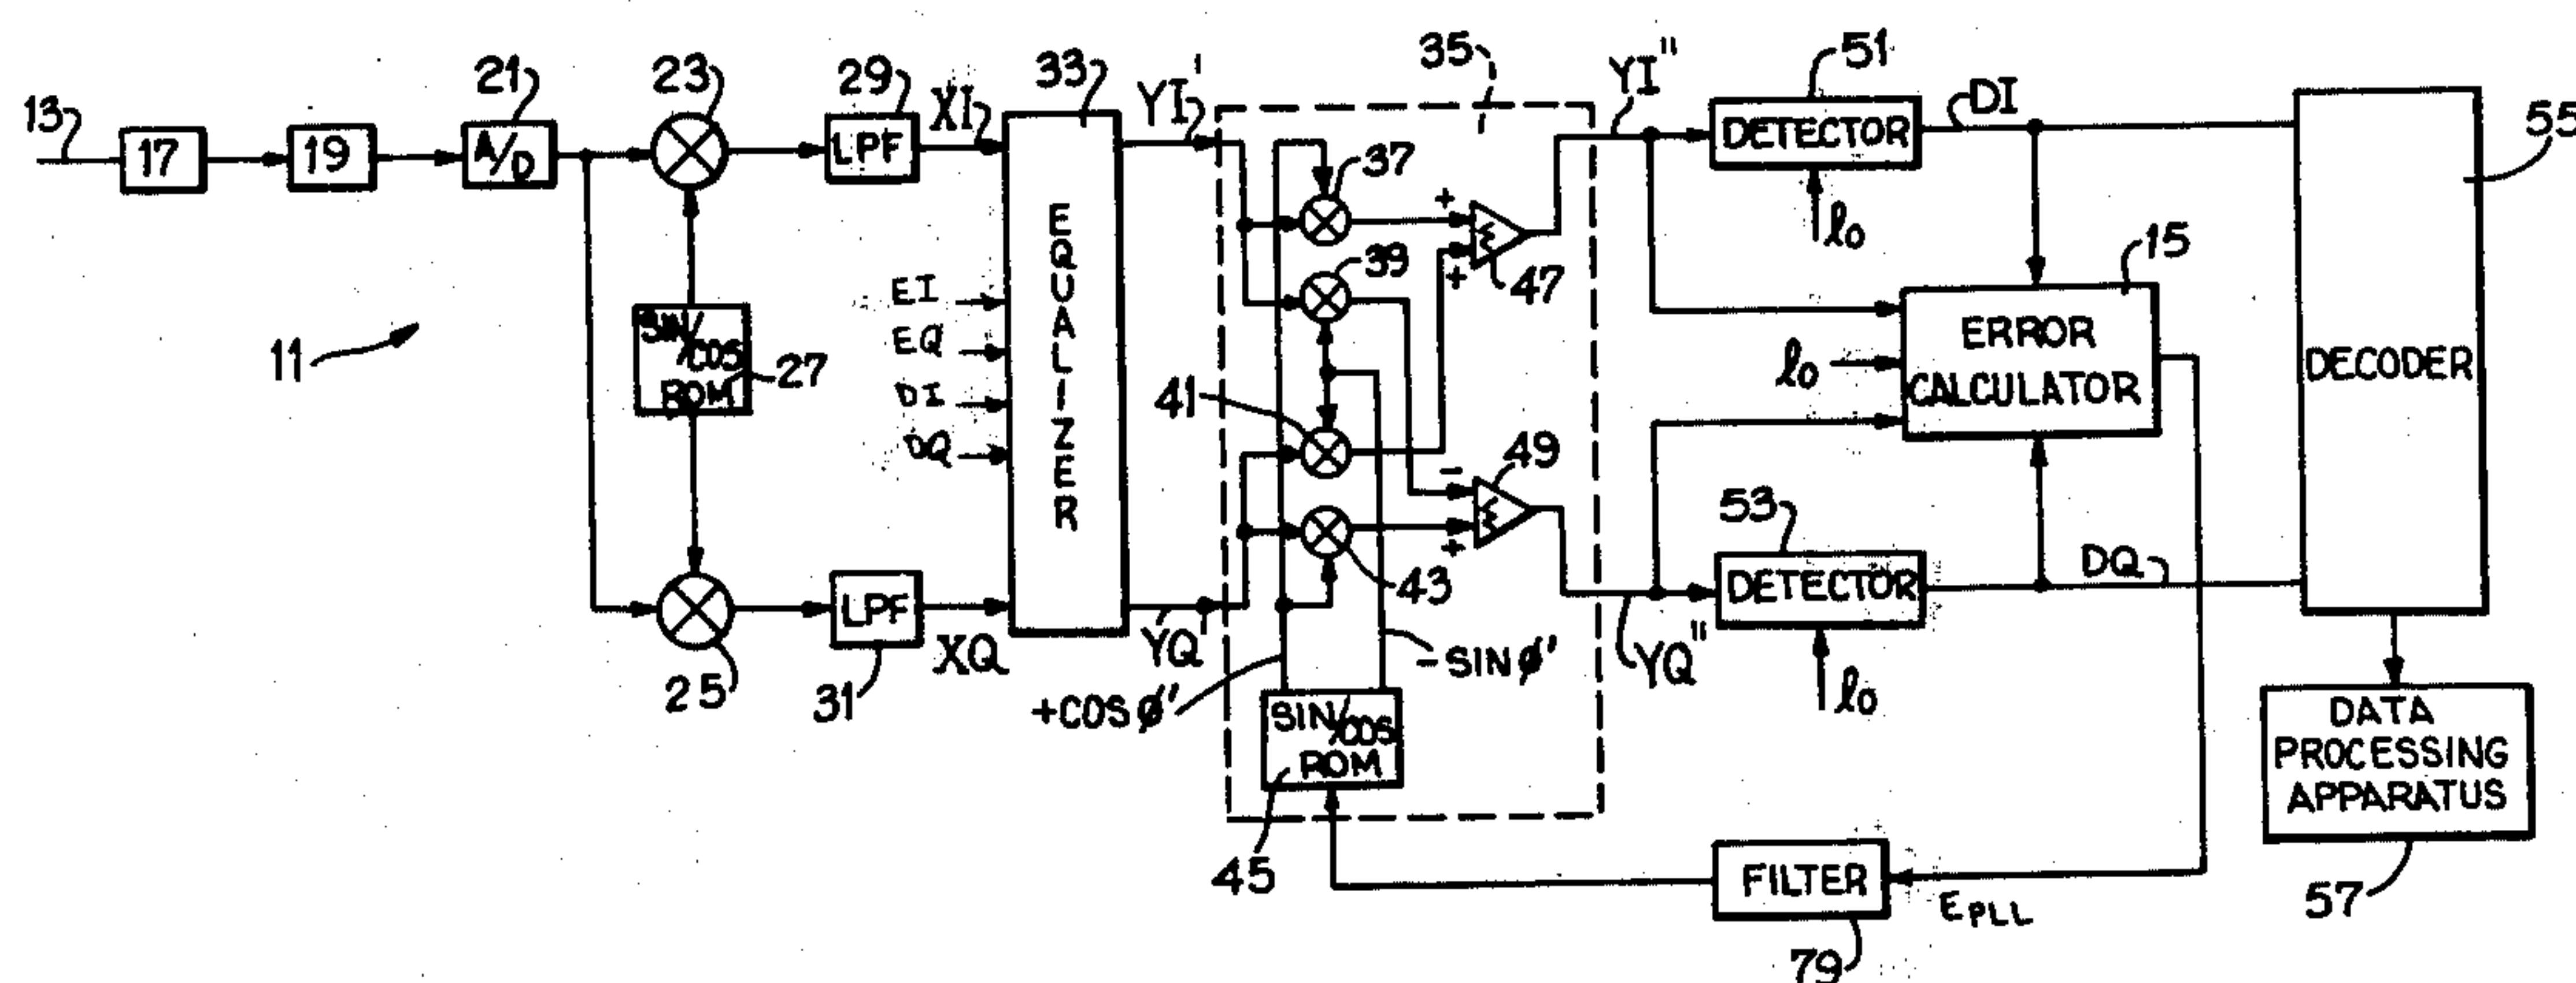 13
17
19
21
A/D
23
29
LPF
XI
33
YI'
35
YI"
51
DETECTOR
DI
l₀
55
37
+
+
47
39
15
ERROR
CALCULATOR
l₀
DECODER
11
SIN/COS
ROM
27
EI
EQ
DI
DQ
EQUALIZER
41
-
49
+
43
53
DETECTOR
DQ
l₀
25
31
LPF
XQ
YQ'
YQ"
+COS ø'
-SIN ø'
SIN/COS
ROM
45
FILTER
79
E PLL
DATA
PROCESSING
APPARATUS
57